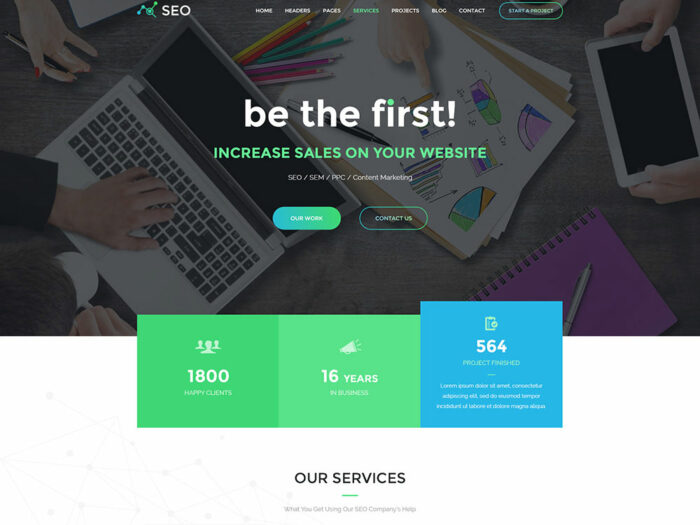 SEO
HOME HEADERS PAGES SERVICES PROJECTS BLOG CONTACT START A PROJECT
be the first!
INCREASE SALES ON YOUR WEBSITE
SEO / SEM / PPC / Content Marketing
OUR WORK CONTACT US
1800
HAPPY CLIENTS
16 YEARS
IN BUSINESS
564
PROJECT FINISHED
Lorem ipsum dolor sit amet, consectetur
adipiscing elit, sed do eiusmod tempor
incididunt ut labore et dolore magna aliqua
OUR SERVICES
What You Get Using Our SEO Company's Help